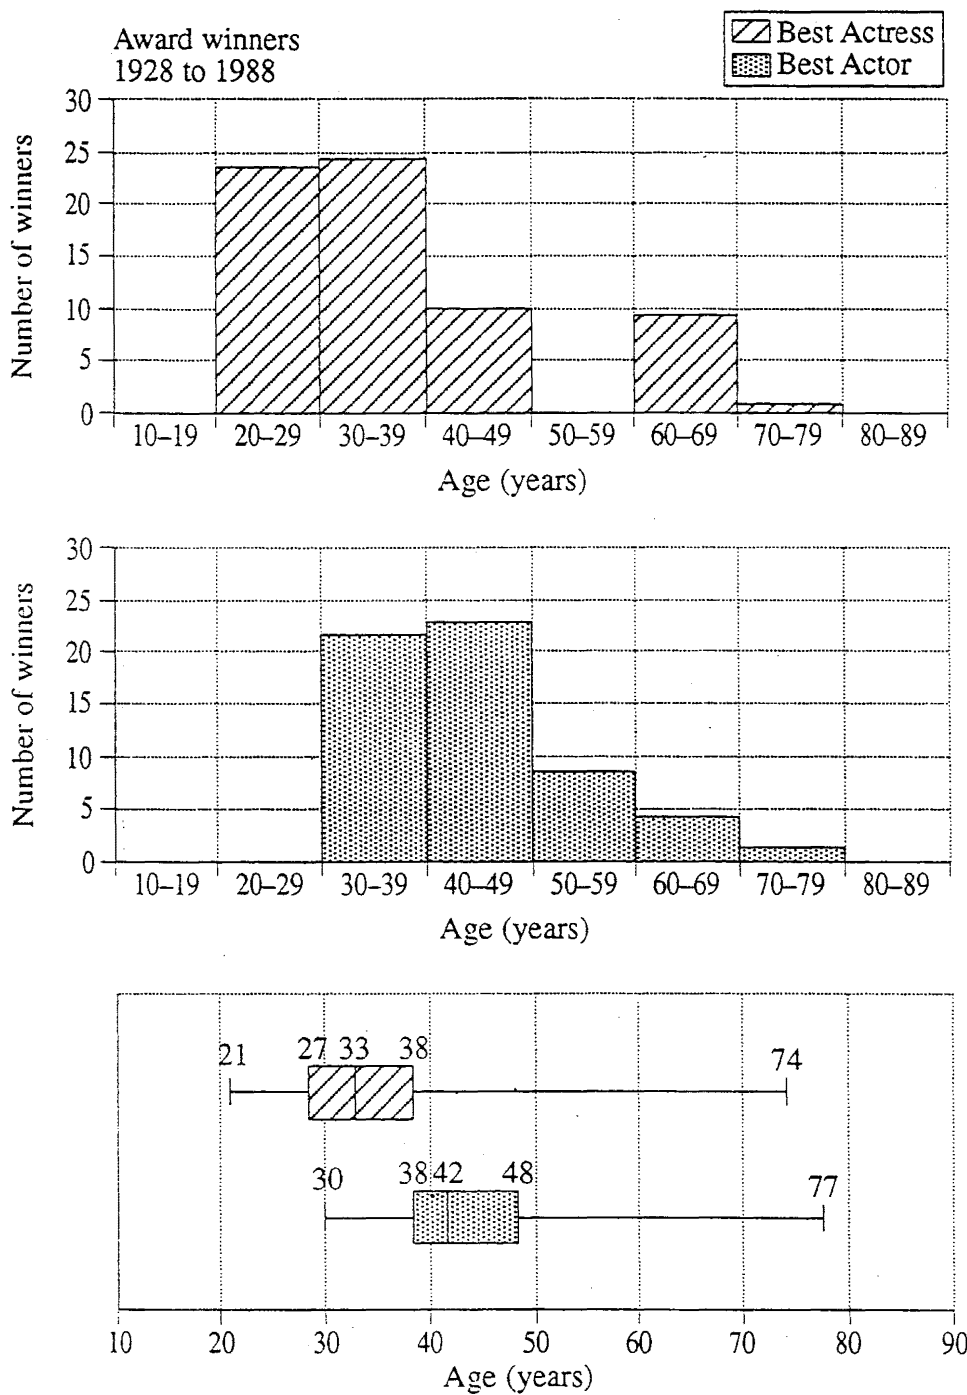 Award winners
1928 to 1988
Best Actress
Best Actor
Number of winners
30
25
20
15
10
5
0
10–19 20–29 30–39 40–49 50–59 60–69 70–79 80–89
Age (years)
Number of winners
30
25
20
15
10
5
0
10–19 20–29 30–39 40–49 50–59 60–69 70–79 80–89
Age (years)
21 27 33 38 74
30 38 42 48 77
10 20 30 40 50 60 70 80 90
Age (years)